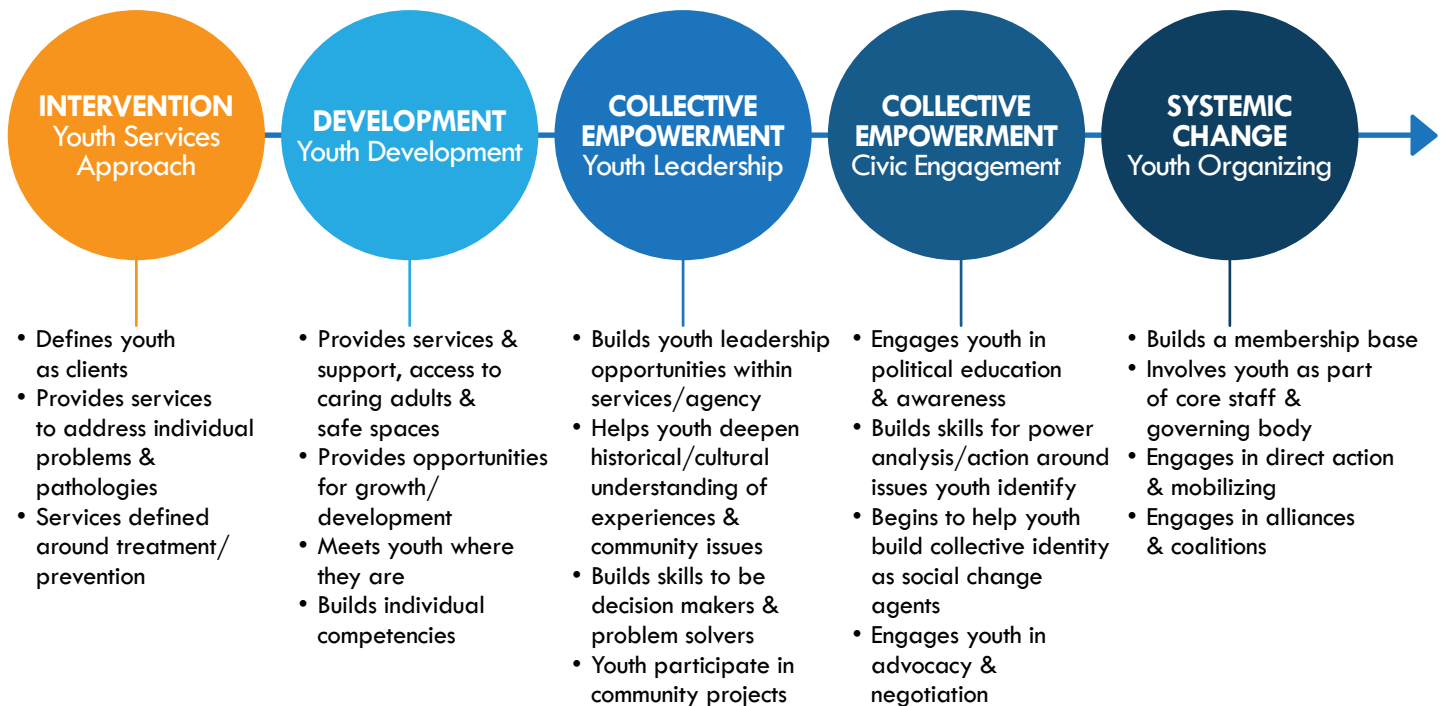 INTERVENTION
Youth Services
Approach
DEVELOPMENT
Youth Development
COLLECTIVE
EMPOWERMENT
Youth Leadership
COLLECTIVE
EMPOWERMENT
Civic Engagement
SYSTEMIC
CHANGE
Youth Organizing
• Defines youth
as clients
• Provides services
to address individual
problems &
pathologies
• Services defined
around treatment/
prevention
• Provides services &
support, access to
caring adults &
safe spaces
• Provides opportunities
for growth/
development
• Meets youth where
they are
• Builds individual
competencies
• Builds youth leadership
opportunities within
services/agency
• Helps youth deepen
historical/cultural
understanding of
experiences &
community issues
• Builds skills to be
decision makers &
problem solvers
• Youth participate in
community projects
• Engages youth in
political education
& awareness
• Builds skills for power
analysis/action around
issues youth identify
• Begins to help youth
build collective identity
as social change
agents
• Engages youth in
advocacy &
negotiation
• Builds a membership base
• Involves youth as part
of core staff &
governing body
• Engages in direct action
& mobilizing
• Engages in alliances
& coalitions